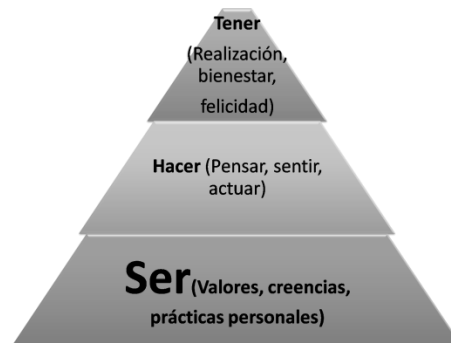 Tener
(Realización,
bienestar,
felicidad)
Hacer (Pensar, sentir,
actuar)
Ser(Valores, creencias,
prácticas personales)